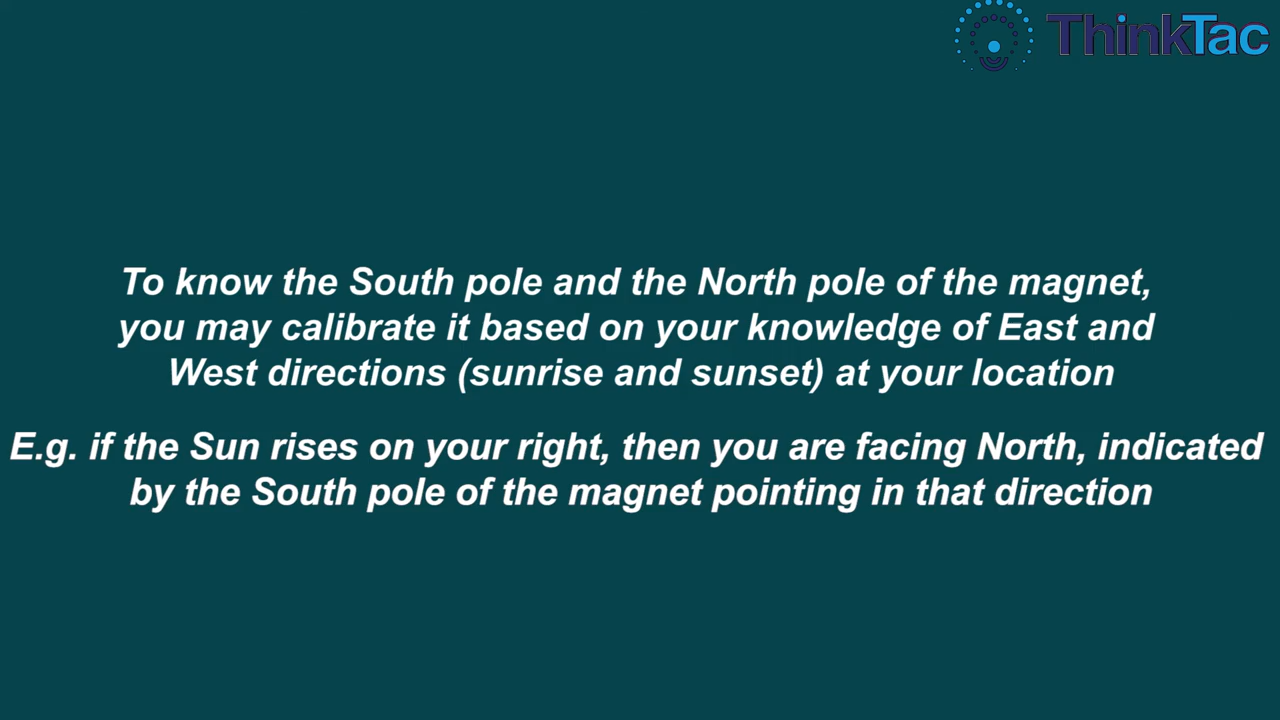 ThinkTac
To know the South pole and the North pole of the magnet,
you may calibrate it based on your knowledge of East and
West directions (sunrise and sunset) at your location
E.g. if the Sun rises on your right, then you are facing North, indicated
by the South pole of the magnet pointing in that direction